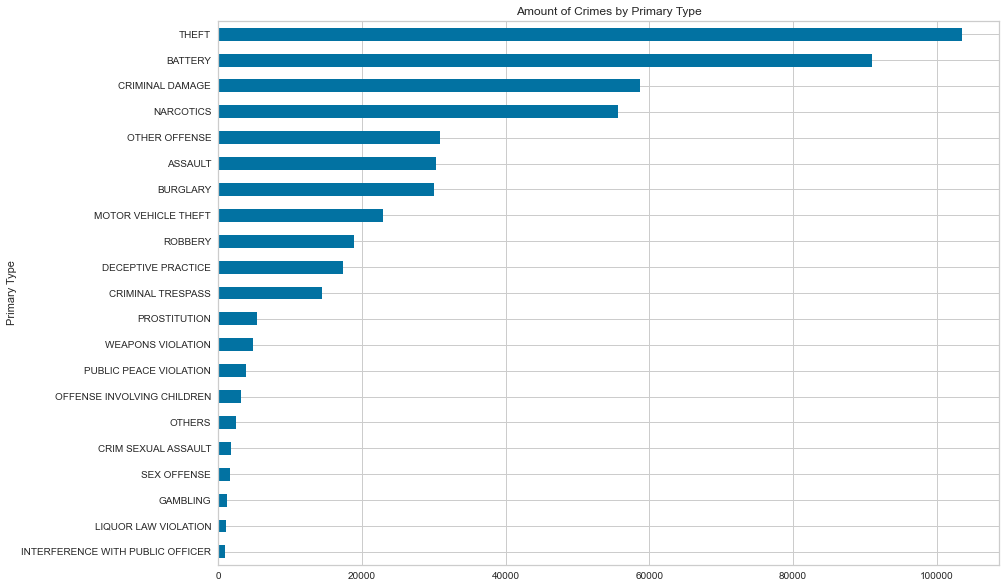 Amount of Crimes by Primary Type
Primary Type
THEFT
BATTERY
CRIMINAL DAMAGE
NARCOTICS
OTHER OFFENSE
ASSAULT
BURGLARY
MOTOR VEHICLE THEFT
ROBBERY
DECEPTIVE PRACTICE
CRIMINAL TRESPASS
PROSTITUTION
WEAPONS VIOLATION
PUBLIC PEACE VIOLATION
OFFENSE INVOLVING CHILDREN
OTHERS
CRIM SEXUAL ASSAULT
SEX OFFENSE
GAMBLING
LIQUOR LAW VIOLATION
INTERFERENCE WITH PUBLIC OFFICER
0 20000 40000 60000 80000 100000